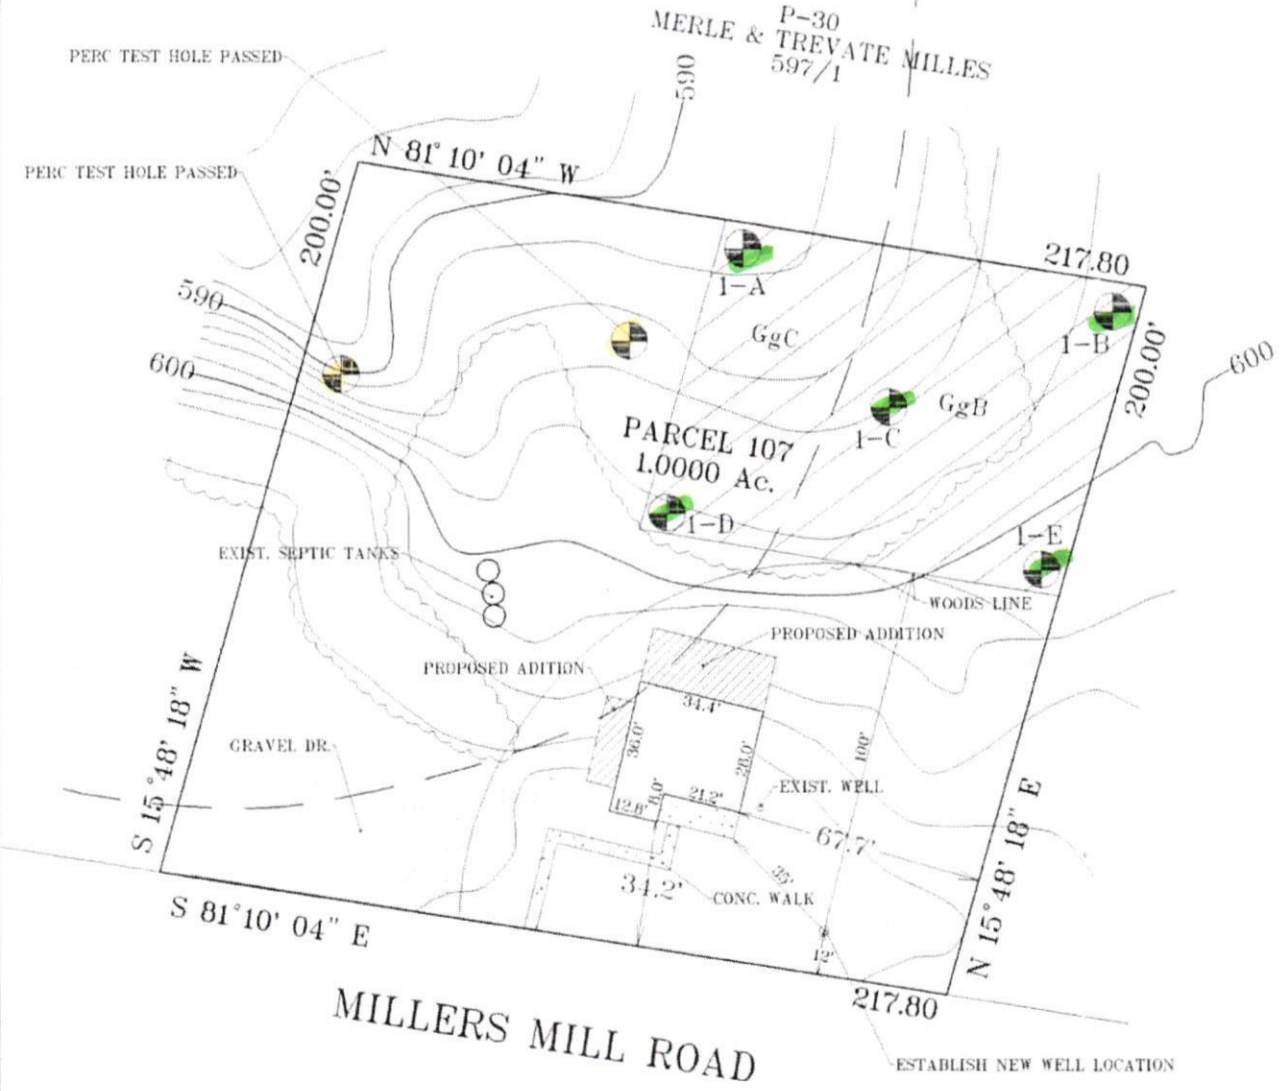 P-30
MERLE & TREVATE MILLES
597/1
PERC TEST HOLE PASSED
590
N 81° 10' 04" W
PERC TEST HOLE PASSED
200.00'
217.80
1-A
590
GgC
1-B
600
600
200.00'
GgB
1-C
PARCEL 107
1.0000 Ac.
1-D
1-E
EXIST. SEPTIC TANKS
WOODS LINE
PROPOSED ADDITION
PROPOSED ADITION
34.4'
S 15° 48' 18" W
GRAVEL DR.
36.0'
28.0'
100'
8.0'
21.2'
EXIST. WELL
12.8'
67.7'
N 15° 48' 18" E
35'
34.2'
CONC. WALK
S 81° 10' 04" E
12'
217.80
MILLERS MILL ROAD
ESTABLISH NEW WELL LOCATION